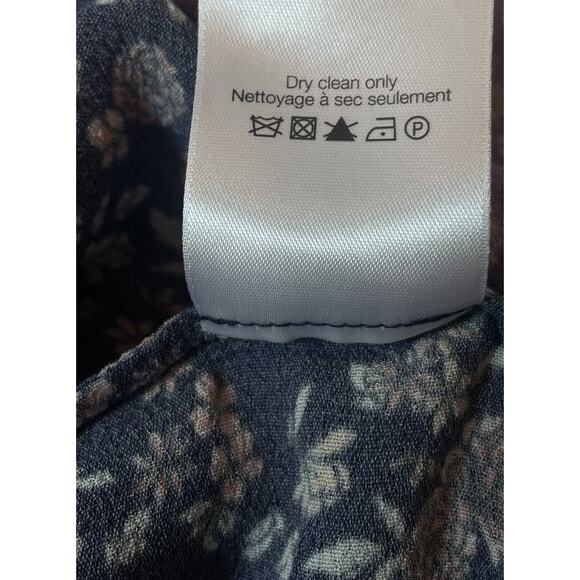 Dry clean only
Nettoyage à sec seulement
P